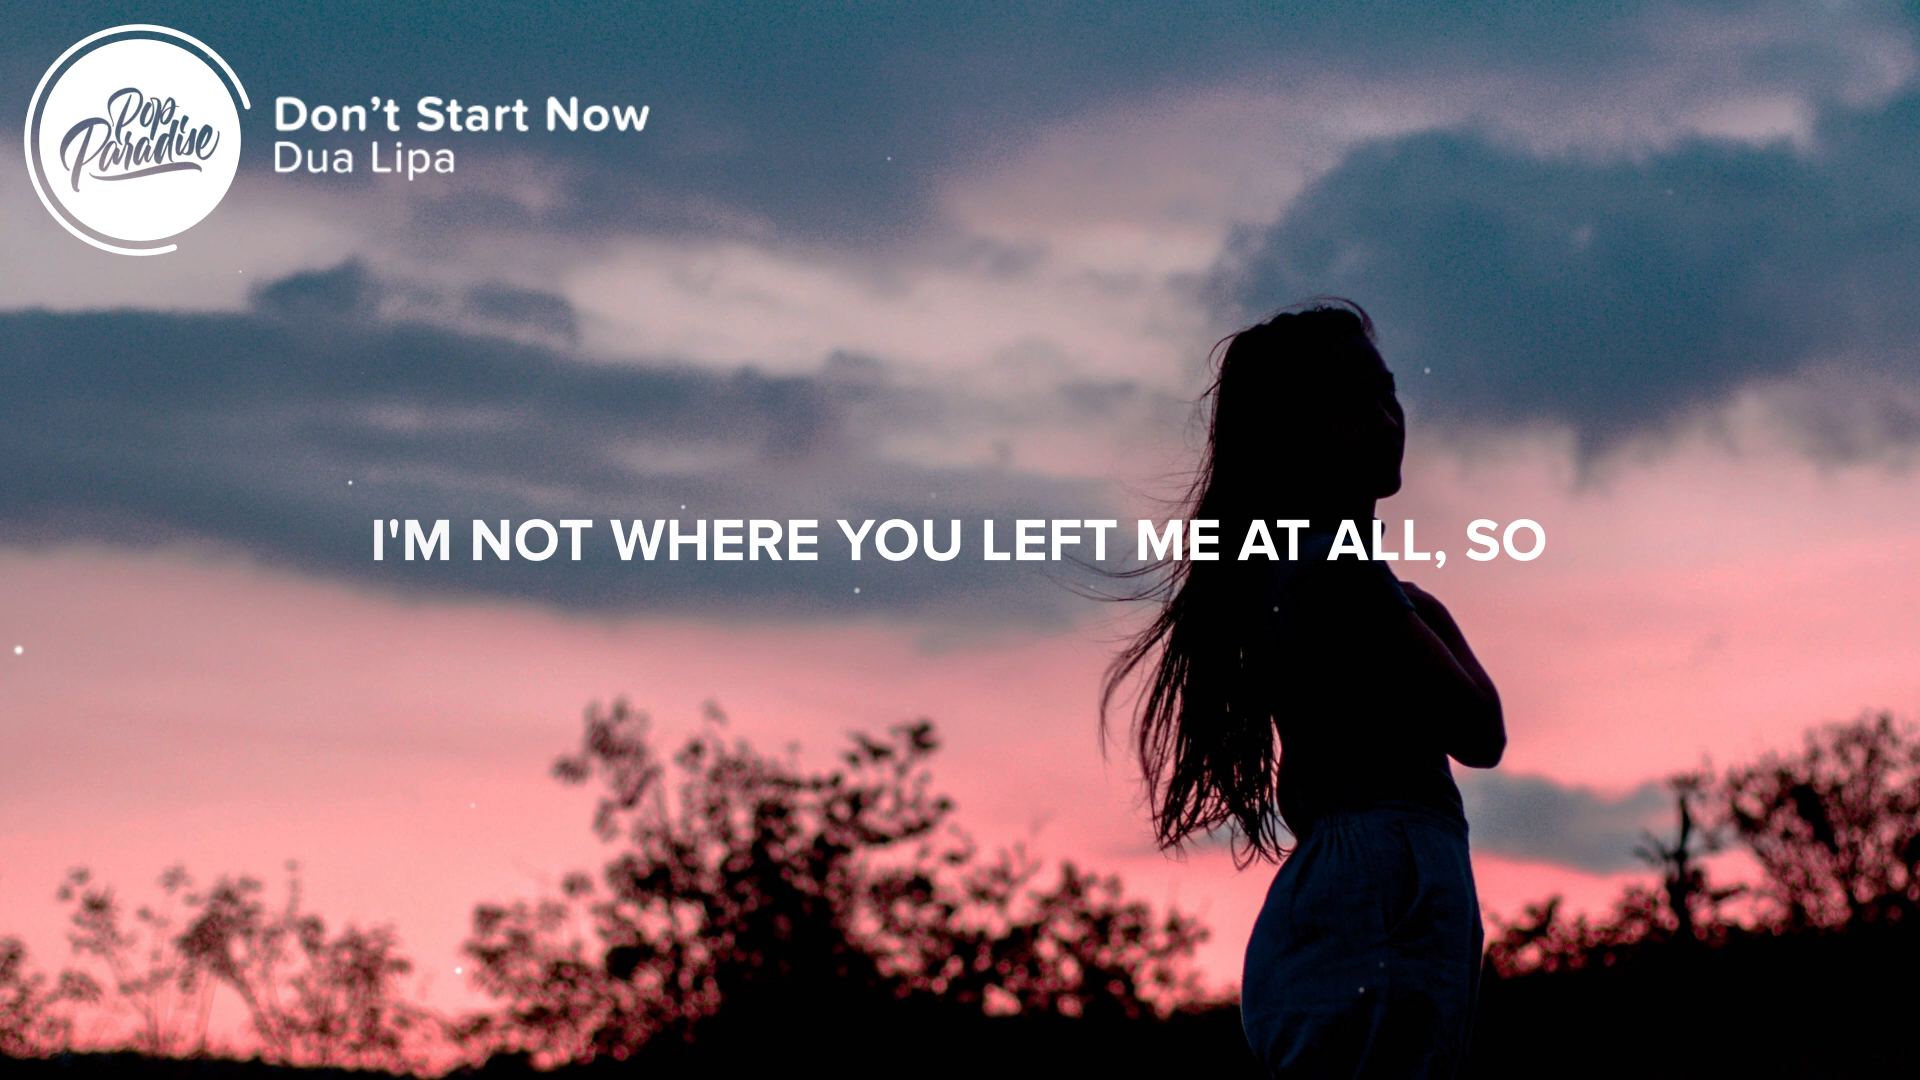 Pop
Paradise
Don’t Start Now
Dua Lipa
I'M NOT WHERE YOU LEFT ME AT ALL, SO